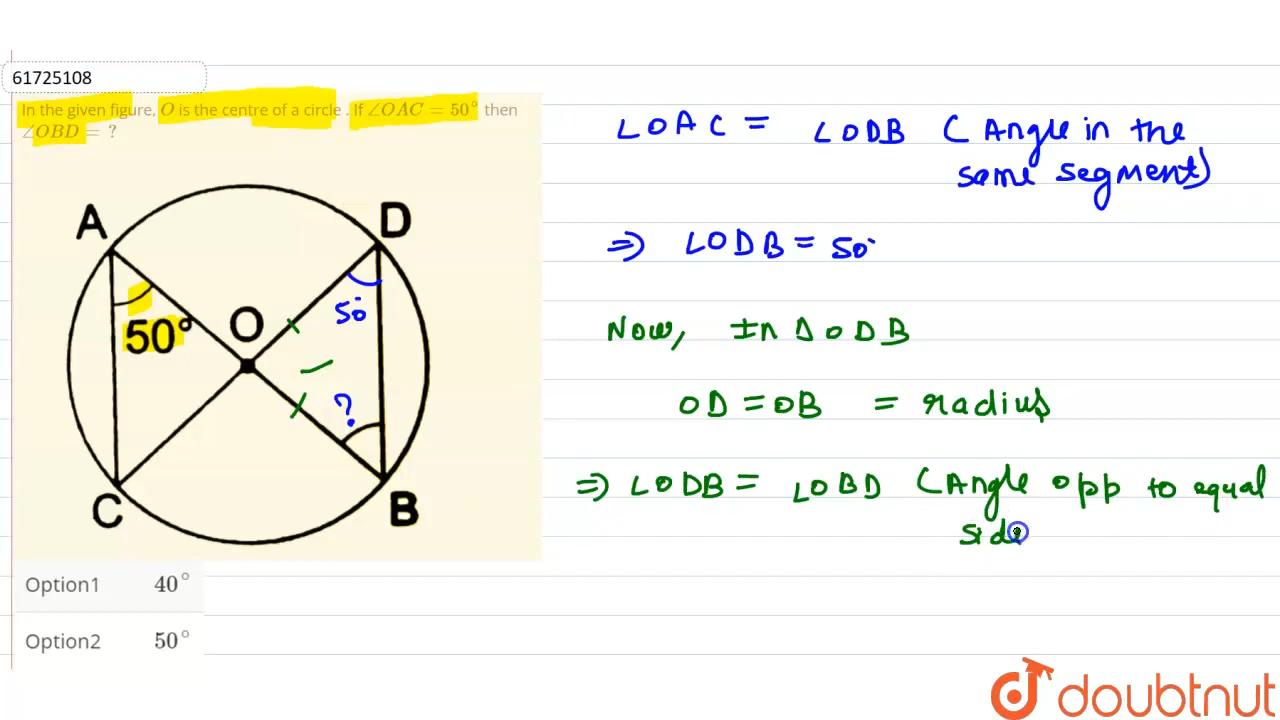 61725108
In the given figure, O is the centre of a circle . If ∠OAC = 50° then
∠OBD = ?
A
D
50°
O
50°
?
C
B
Option1 40°
Option2 50°
∠OAC = ∠ODB (Angle in the
same segment)
⇒ ∠ODB = 50°
Now, In Δ ODB
OD = OB = radius
⇒ ∠ODB = ∠OBD (Angle opp to equal
side
doubtnut